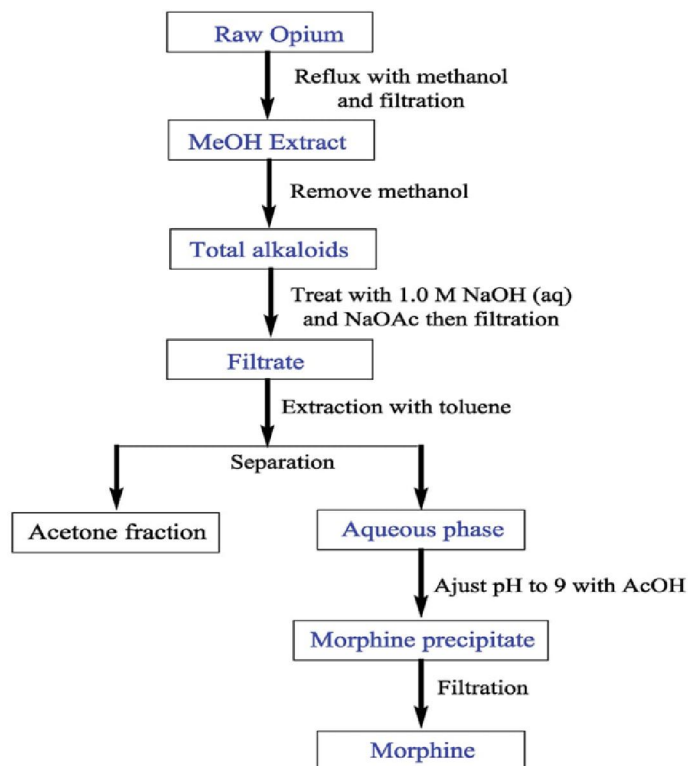 Raw Opium
Reflux with methanol
and filtration
MeOH Extract
Remove methanol
Total alkaloids
Treat with 1.0 M NaOH (aq)
and NaOAc then filtration
Filtrate
Extraction with toluene
Separation
Acetone fraction
Aqueous phase
Ajust pH to 9 with AcOH
Morphine precipitate
Filtration
Morphine